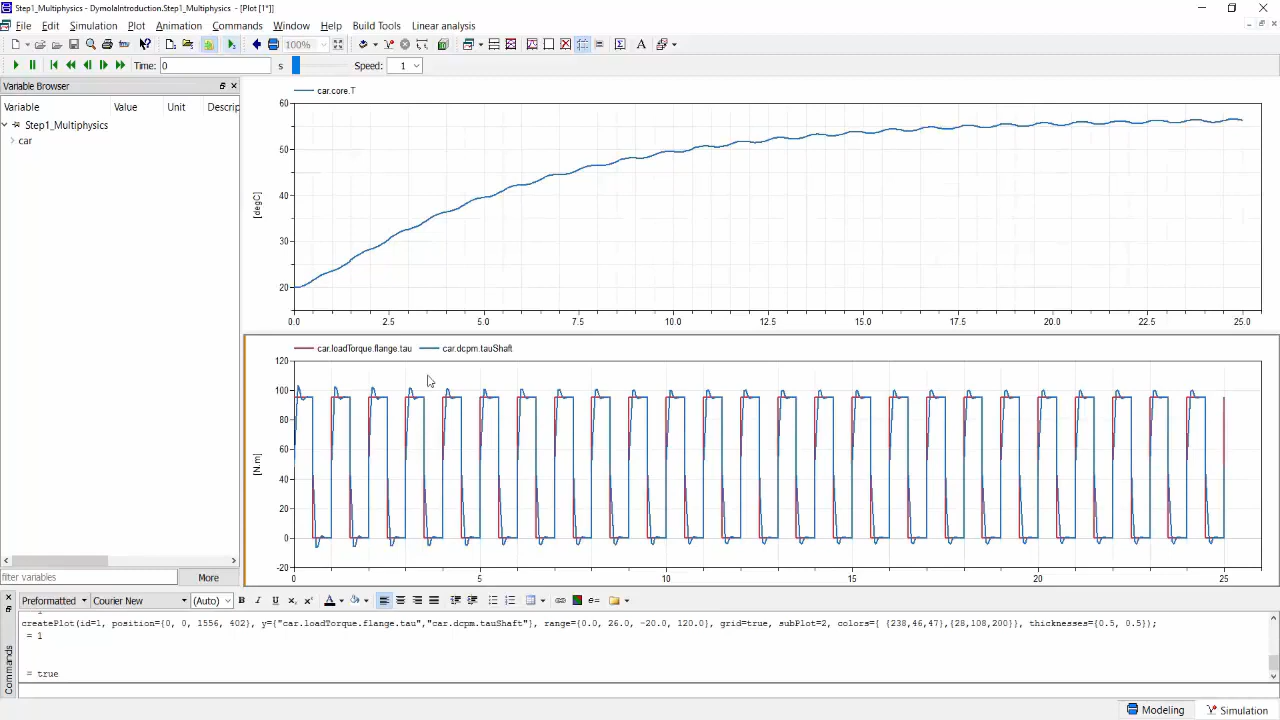 Step1_Multiphysics - DymolaIntroduction.Step1_Multiphysics - [Plot [1*]]
File Edit Simulation Plot Animation Commands Window Help Build Tools Linear analysis
100%
Time: 0 s Speed: 1
Variable Browser
Variable Value Unit Descrip
Step1_Multiphysics
car
filter variables More
car.core.T
60
50
40
30
20
[degC]
0.0 2.5 5.0 7.5 10.0 12.5 15.0 17.5 20.0 22.5 25.0
car.loadTorque.flange.tau car.dcpm.tauShaft
120
100
80
60
40
20
0
-20
[N.m]
0 5 10 15 20 25
Preformatted Courier New (Auto) B I U
createPlot(id=1, position={0, 0, 1556, 402}, y={"car.loadTorque.flange.tau","car.dcpm.tauShaft"}, range={0.0, 26.0, -20.0, 120.0}, grid=true, subPlot=2, colors={ {238,46,47},{28,108,200}}, thicknesses={0.5, 0.5});
= 1
= true
Commands
Modeling Simulation